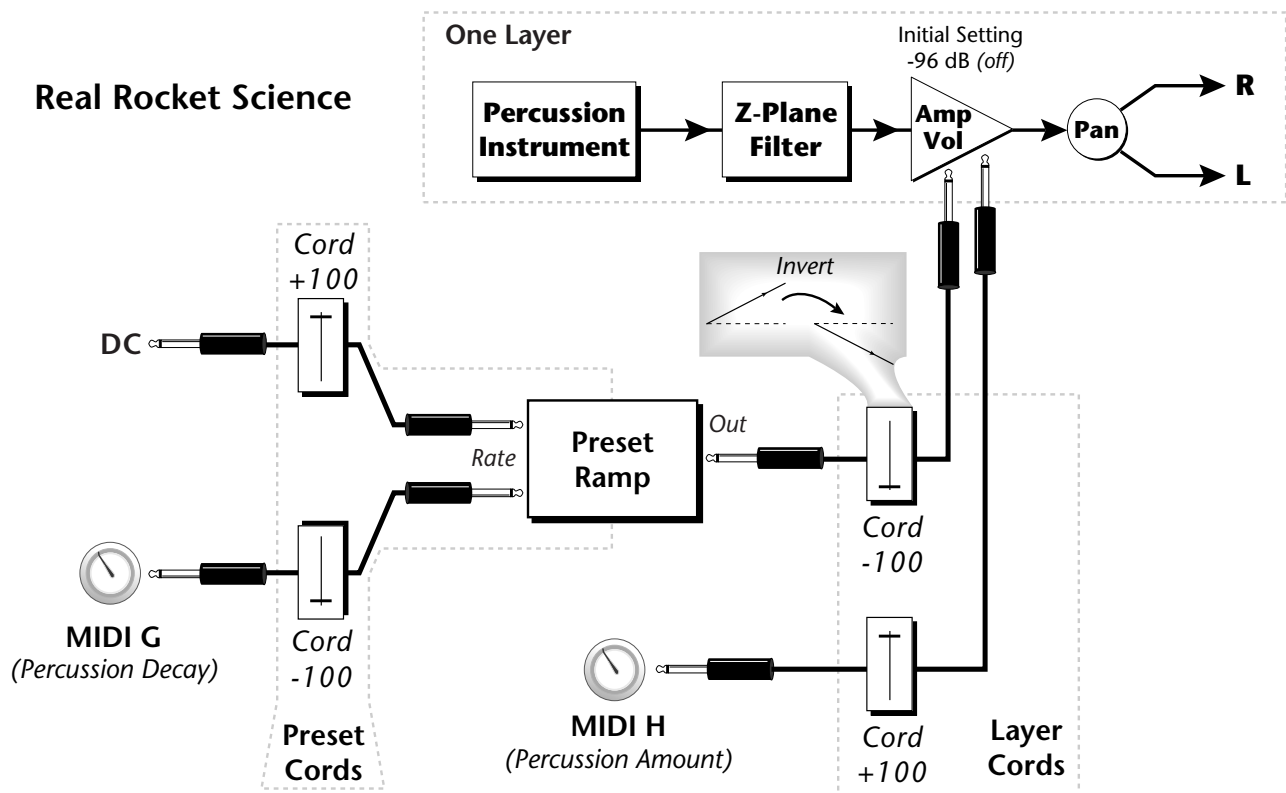 One Layer
Initial Setting
-96 dB (off)
Real Rocket Science
Percussion
Instrument
Z-Plane
Filter
Amp
Vol
Pan
R
L
Cord
+100
Invert
DC
Rate
Preset
Ramp
Out
Cord
-100
MIDI G
(Percussion Decay)
Cord
-100
MIDI H
(Percussion Amount)
Preset
Cords
Cord
+100
Layer
Cords